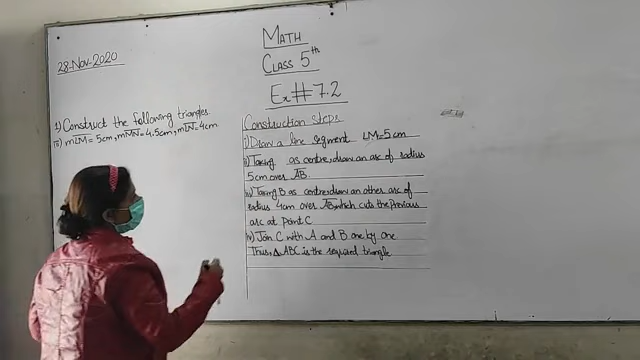 28-Nov-2020
MATH
CLASS 5th
Ex # 7.2
1) Construct the following triangles.
iii) mLM = 5cm, mMN = 4.5cm, mLN = 4cm
Construction steps
i) Draw a line segment LM = 5cm
ii) Taking as centre, draw an arc of radius
5cm over AB.
iii) Taking B as centre, draw an other arc of
radius 4cm over AB, which cuts the previous
arc at point C
iv) Join C with A and B one by one
Thus, △ABC is the required triangle